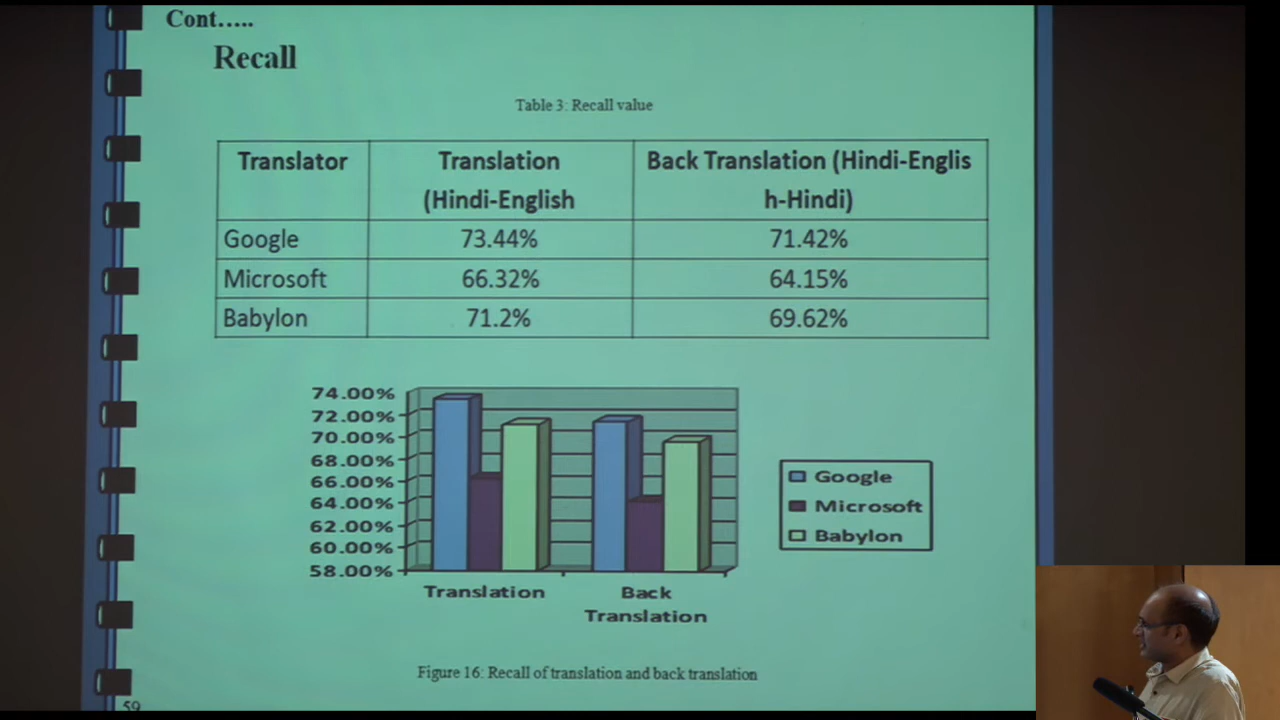 Cont.....
Recall
Table 3: Recall value
Translator Translation Back Translation (Hindi-Englis
(Hindi-English h-Hindi)
Google 73.44% 71.42%
Microsoft 66.32% 64.15%
Babylon 71.2% 69.62%
74.00%
72.00%
70.00%
68.00%
66.00%
64.00%
62.00%
60.00%
58.00%
Translation Back
Translation
Google
Microsoft
Babylon
Figure 16: Recall of translation and back translation
59